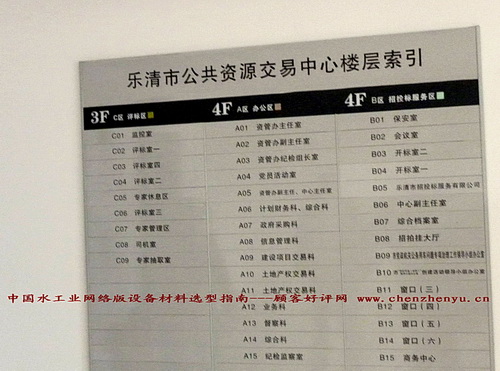 乐清市公共资源交易中心楼层索引
3F C区 评标区
C01 监控室
C02 评标室一
C03 评标室四
C04 评标室二
C05 专家休息区
C06 评标室三
C07 专家管理区
C08 司机室
C09 专家抽取室
4F A区 办公区
A01 资管办主任室
A02 资管办副主任室
A03 资管办纪检组长室
A04 党员活动室
A05 资管办副主任、中心主任室
A06 计划财务科、综合科
A07 政府采购科
A08 信息管理科
A09 建设项目交易科
A10 土地产权交易科
A11 土地产权交易科
A12 业务科
A13 督察科
A14 综合科
A15 纪检监察室
4F B区 招投标服务区
B01 保安室
B02 会议室
B03 开标室二
B04 开标室一
B05 乐清市招投标服务有限公司
B06 中心副主任室
B07 综合档案室
B08 招拍挂大厅
B09
B10
B11 窗口（三）
B12 窗口（四）
B13 窗口（五）
B14 窗口（六）
B15 商务中心
中国水工业网络版设备材料选型指南---顾客好评网 www.chenzhenyu.cn